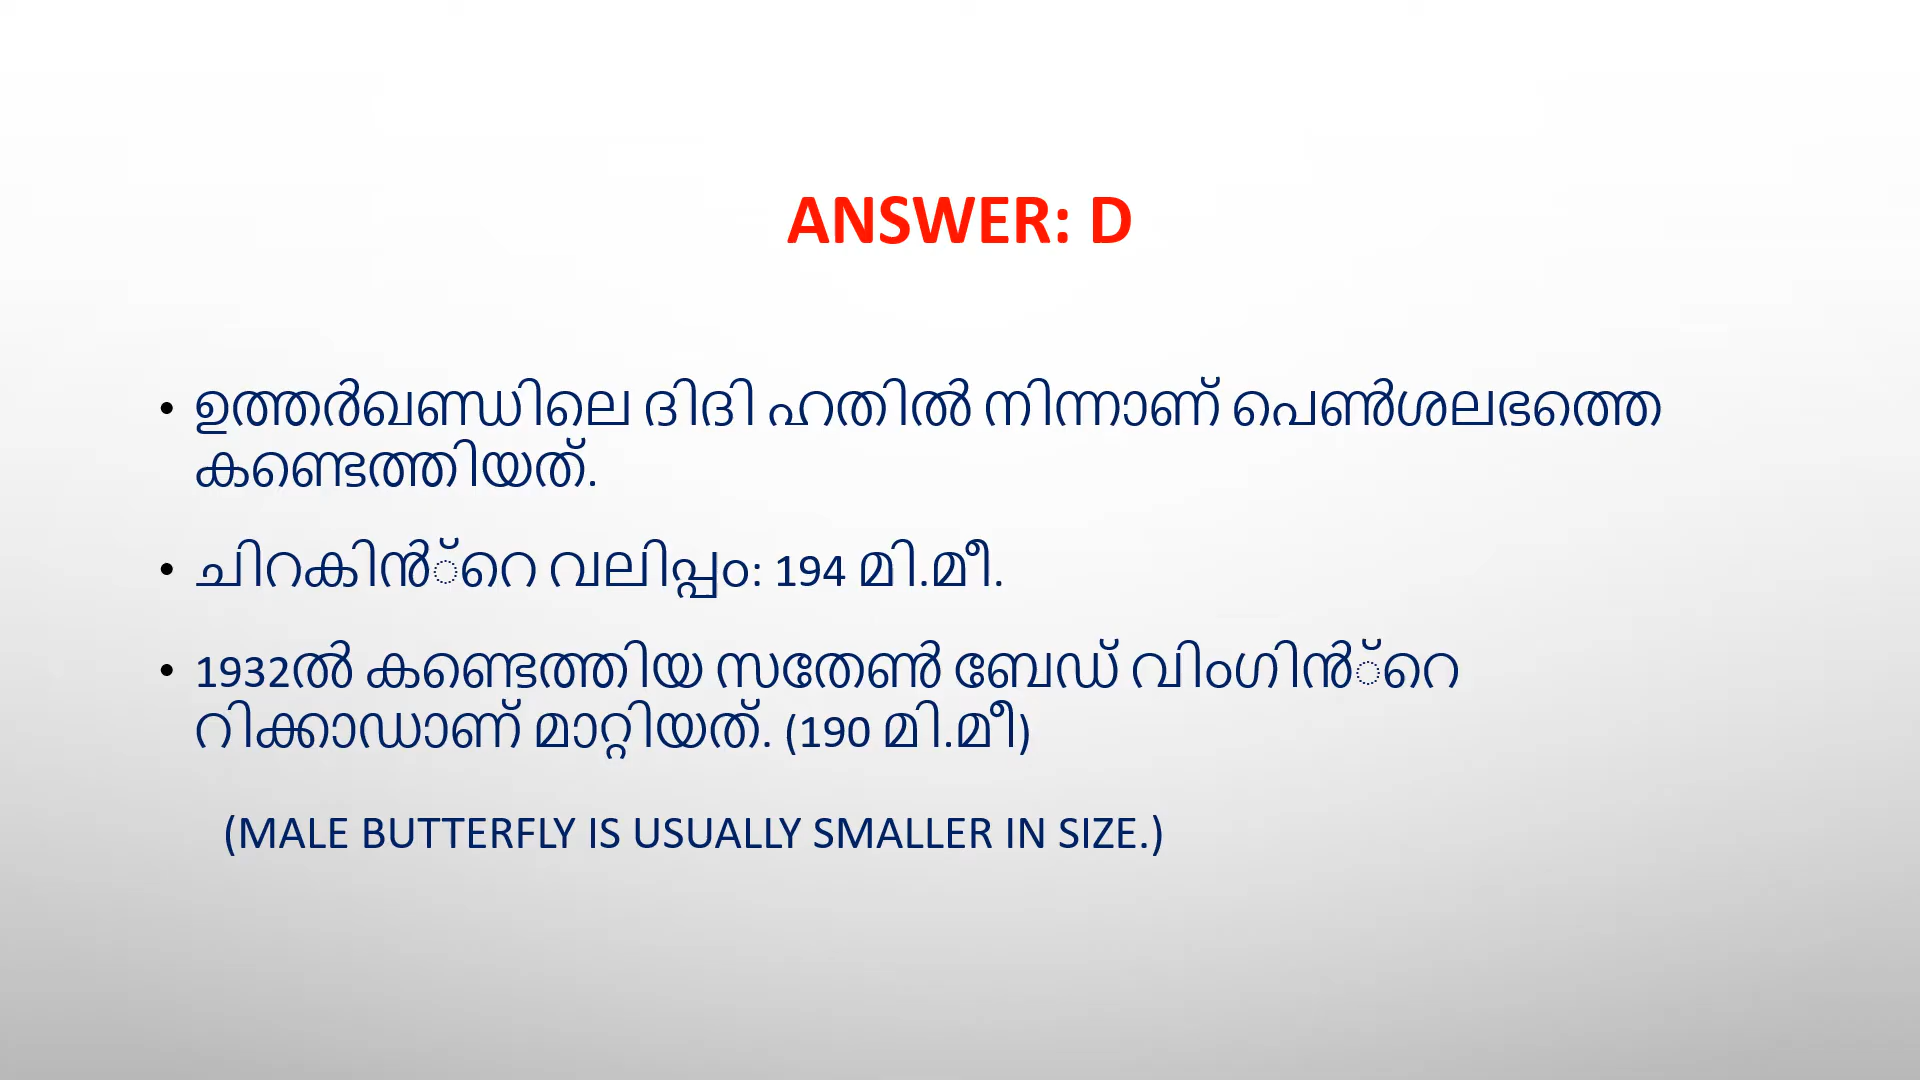 ANSWER: D
• ഉത്തർഖണ്ഡിലെ ദിദി ഹതിൽ നിന്നാണ് പെൺശലഭത്തെ
കണ്ടെത്തിയത്.
• ചിറകിൻ്റെ വലിപ്പം: 194 മി.മീ.
• 1932ൽ കണ്ടെത്തിയ സതേൺ ബേഡ് വിംഗിൻ്റെ
റിക്കാഡാണ് മാറ്റിയത്. (190 മി.മീ)
(MALE BUTTERFLY IS USUALLY SMALLER IN SIZE.)